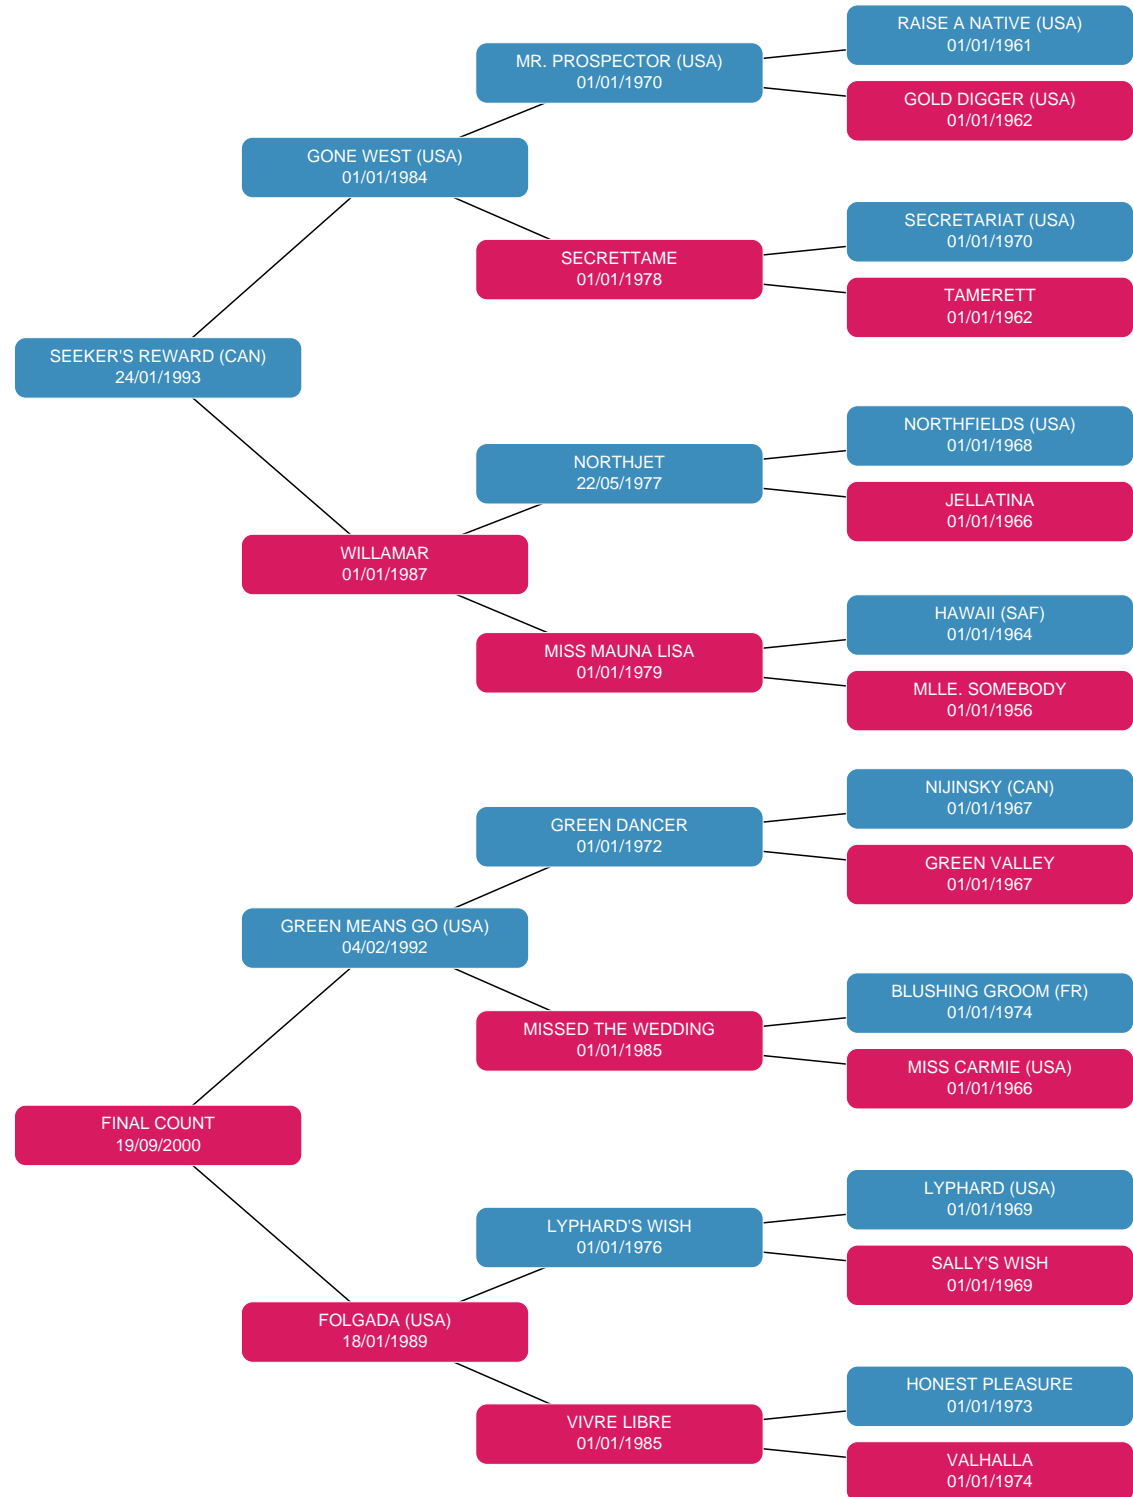 RAISE A NATIVE (USA)
01/01/1961
MR. PROSPECTOR (USA)
01/01/1970
GOLD DIGGER (USA)
01/01/1962
GONE WEST (USA)
01/01/1984
SECRETARIAT (USA)
01/01/1970
SECRETTAME
01/01/1978
TAMERETT
01/01/1962
SEEKER'S REWARD (CAN)
24/01/1993
NORTHFIELDS (USA)
01/01/1968
NORTHJET
22/05/1977
JELLATINA
01/01/1966
WILLAMAR
01/01/1987
HAWAII (SAF)
01/01/1964
MISS MAUNA LISA
01/01/1979
MLLE. SOMEBODY
01/01/1956
NIJINSKY (CAN)
01/01/1967
GREEN DANCER
01/01/1972
GREEN VALLEY
01/01/1967
GREEN MEANS GO (USA)
04/02/1992
BLUSHING GROOM (FR)
01/01/1974
MISSED THE WEDDING
01/01/1985
MISS CARMIE (USA)
01/01/1966
FINAL COUNT
19/09/2000
LYPHARD (USA)
01/01/1969
LYPHARD'S WISH
01/01/1976
SALLY'S WISH
01/01/1969
FOLGADA (USA)
18/01/1989
HONEST PLEASURE
01/01/1973
VIVRE LIBRE
01/01/1985
VALHALLA
01/01/1974